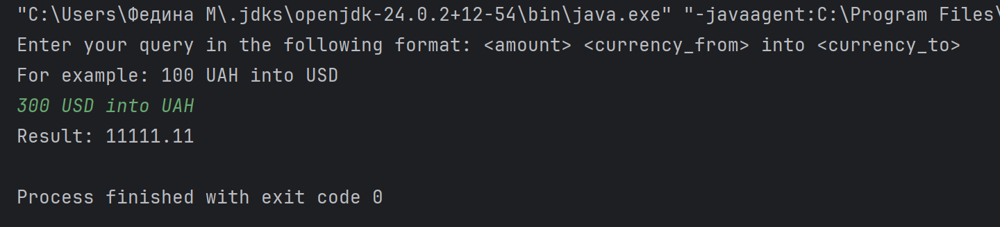 "C:\Users\Федина М\.jdks\openjdk-24.0.2+12-54\bin\java.exe" "-javaagent:C:\Program Files\
Enter your query in the following format: <amount> <currency_from> into <currency_to>
For example: 100 UAH into USD
300 USD into UAH
Result: 11111.11
Process finished with exit code 0